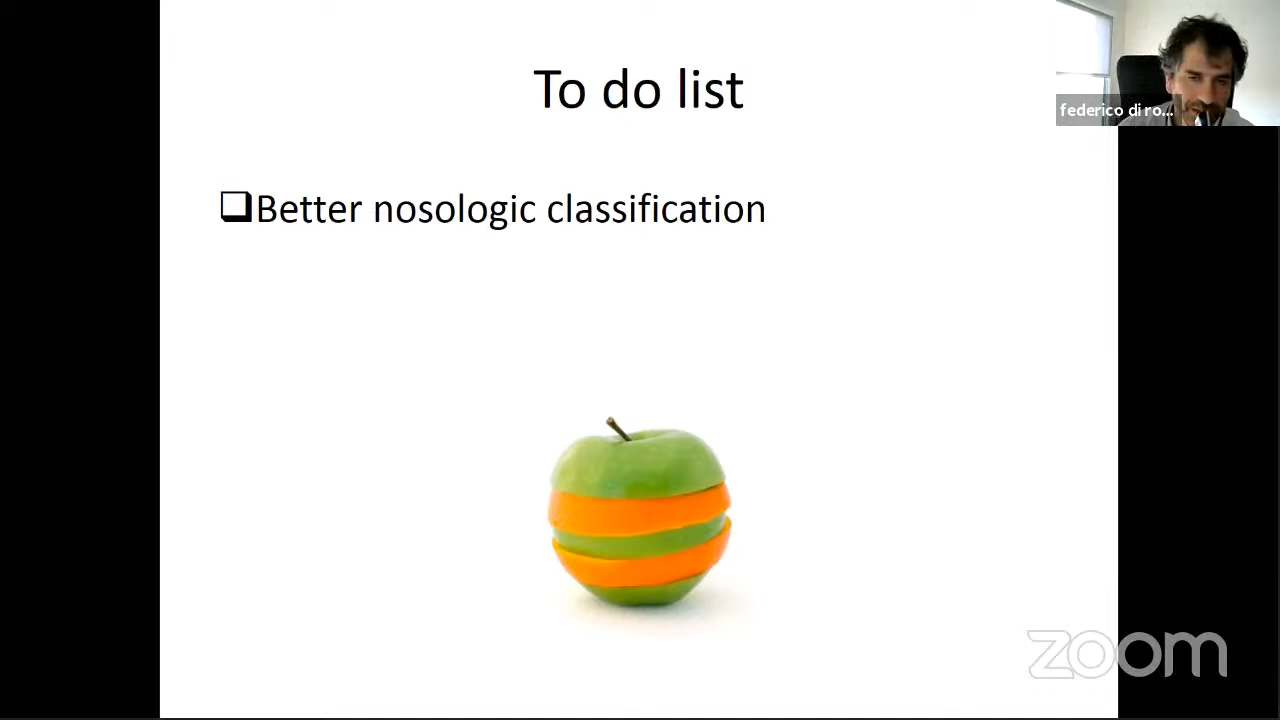 To do list
federico di ro...
❑Better nosologic classification
zoom